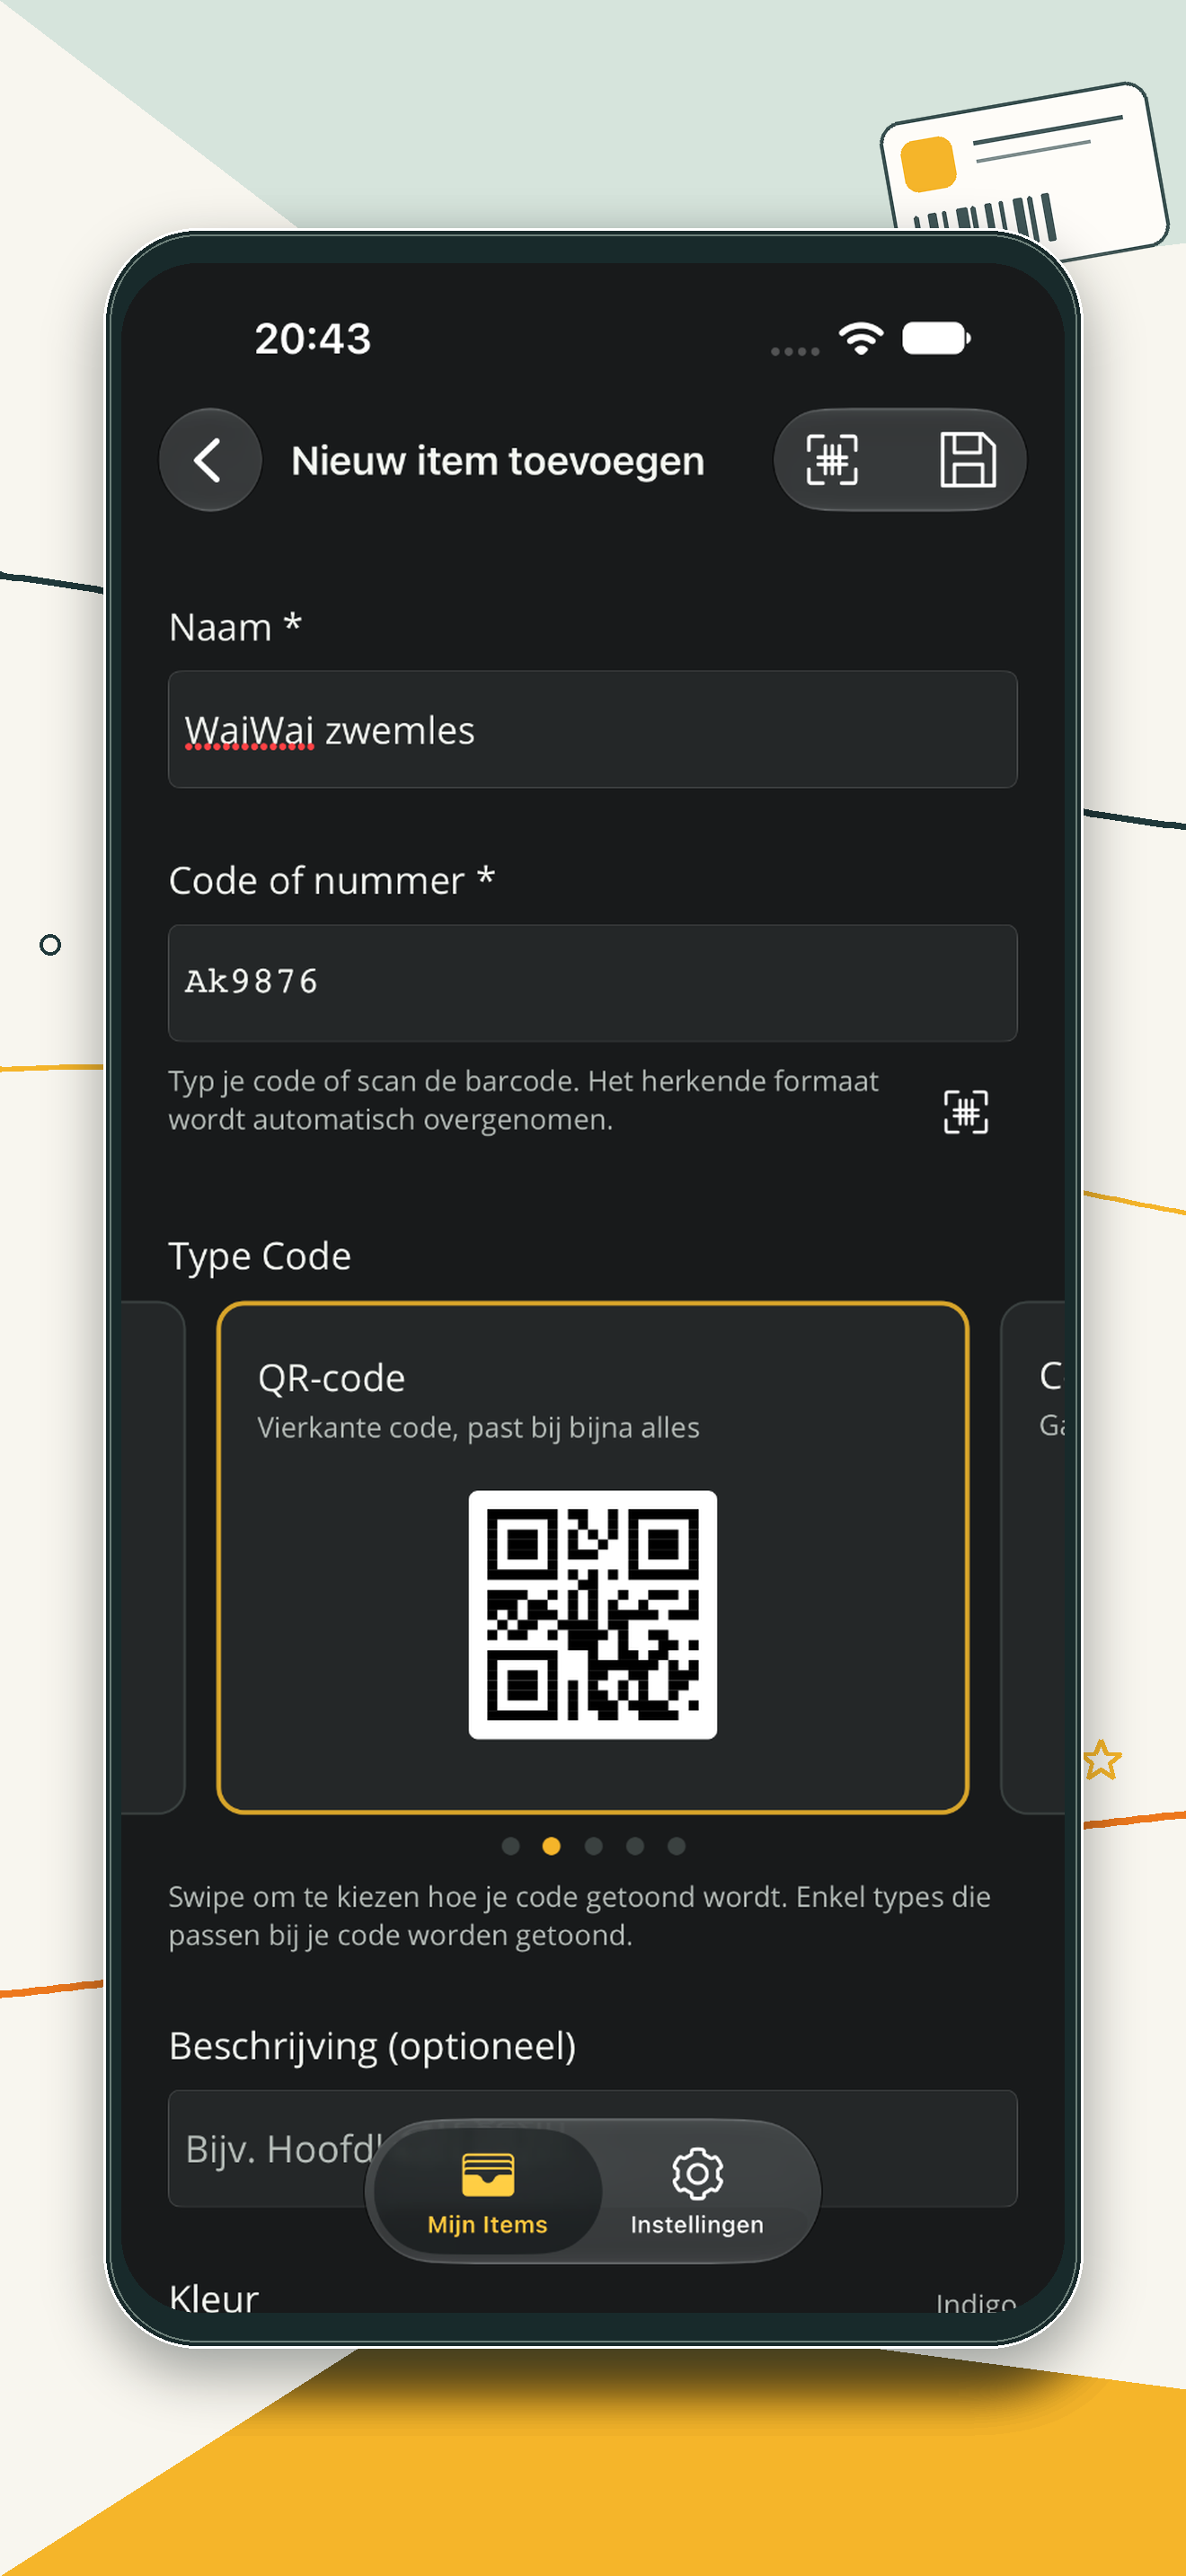 20:43
Nieuw item toevoegen
Naam *
WaiWai zwemles
Code of nummer *
Ak9876
Typ je code of scan de barcode. Het herkende formaat
wordt automatisch overgenomen.
Type Code
QR-code
Vierkante code, past bij bijna alles
Swipe om te kiezen hoe je code getoond wordt. Enkel types die
passen bij je code worden getoond.
Beschrijving (optioneel)
Bijv.
Mijn Items
Instellingen
Kleur
Indigo